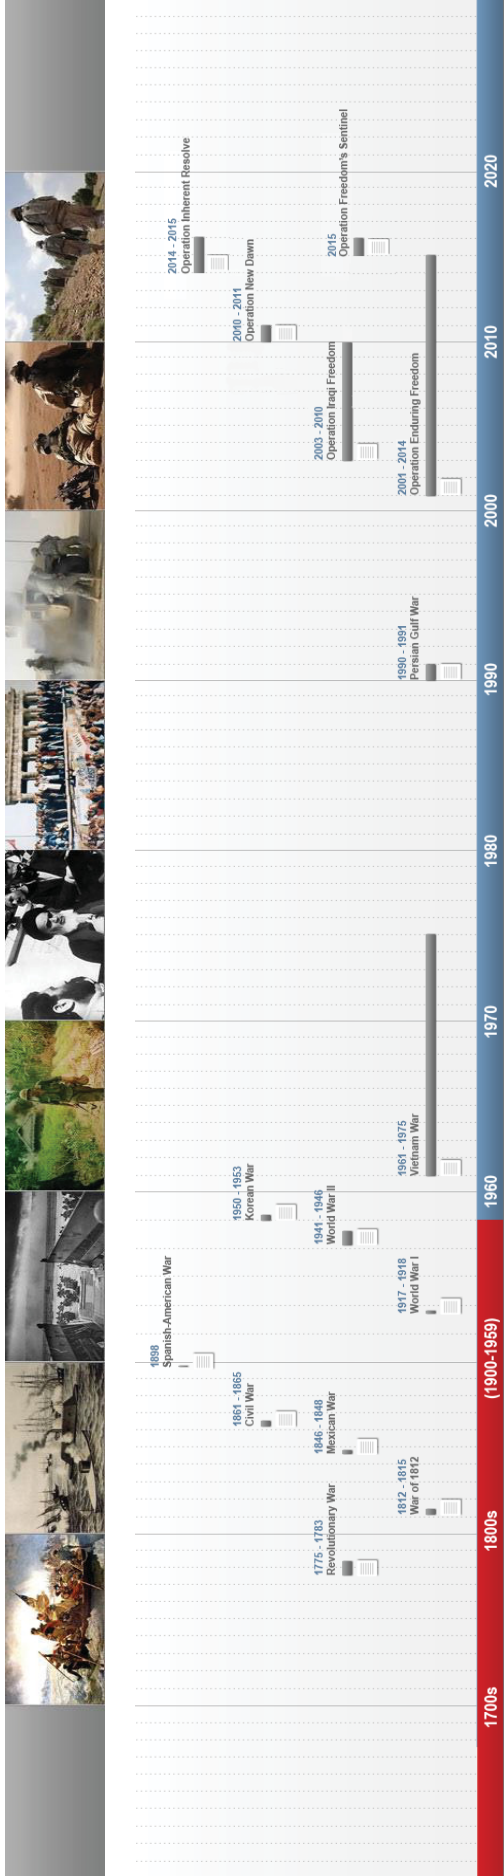 1775 - 1783
Revolutionary War
1812 - 1815
War of 1812
1846 - 1848
Mexican War
1861 - 1865
Civil War
1898
Spanish-American War
1917 - 1918
World War I
1941 - 1946
World War II
1950 - 1953
Korean War
1961 - 1975
Vietnam War
1990 - 1991
Persian Gulf War
2001 - 2014
Operation Enduring Freedom
2003 - 2010
Operation Iraqi Freedom
2010 - 2011
Operation New Dawn
2014 - 2015
Operation Inherent Resolve
2015
Operation Freedom's Sentinel
1700s
1800s
(1900-1959)
1960
1970
1980
1990
2000
2010
2020